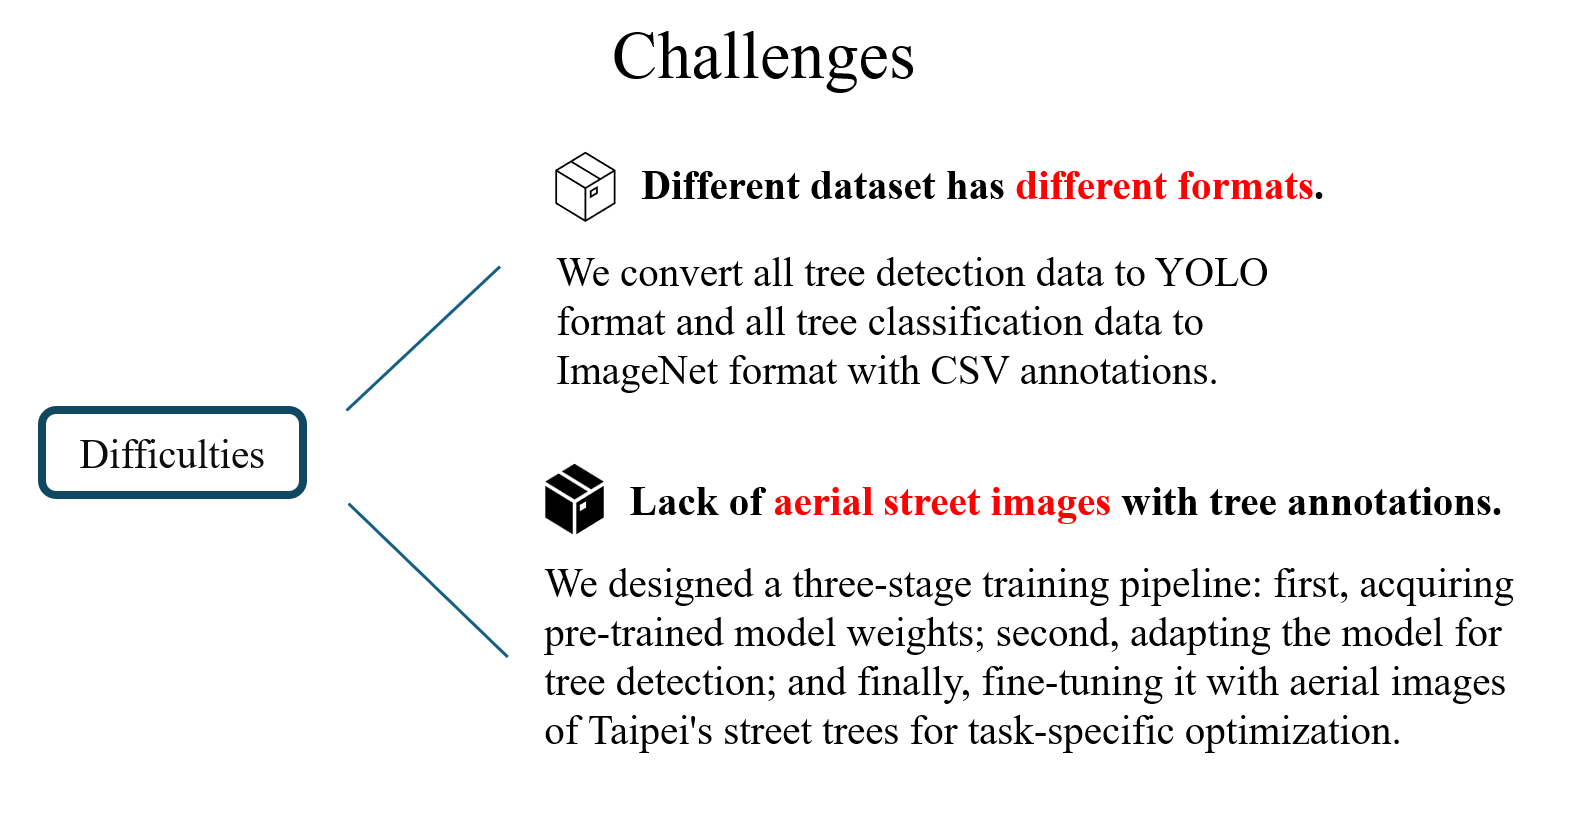 Challenges
Different dataset has different formats.
We convert all tree detection data to YOLO
format and all tree classification data to
ImageNet format with CSV annotations.
Difficulties
Lack of aerial street images with tree annotations.
We designed a three-stage training pipeline: first, acquiring
pre-trained model weights; second, adapting the model for
tree detection; and finally, fine-tuning it with aerial images
of Taipei's street trees for task-specific optimization.